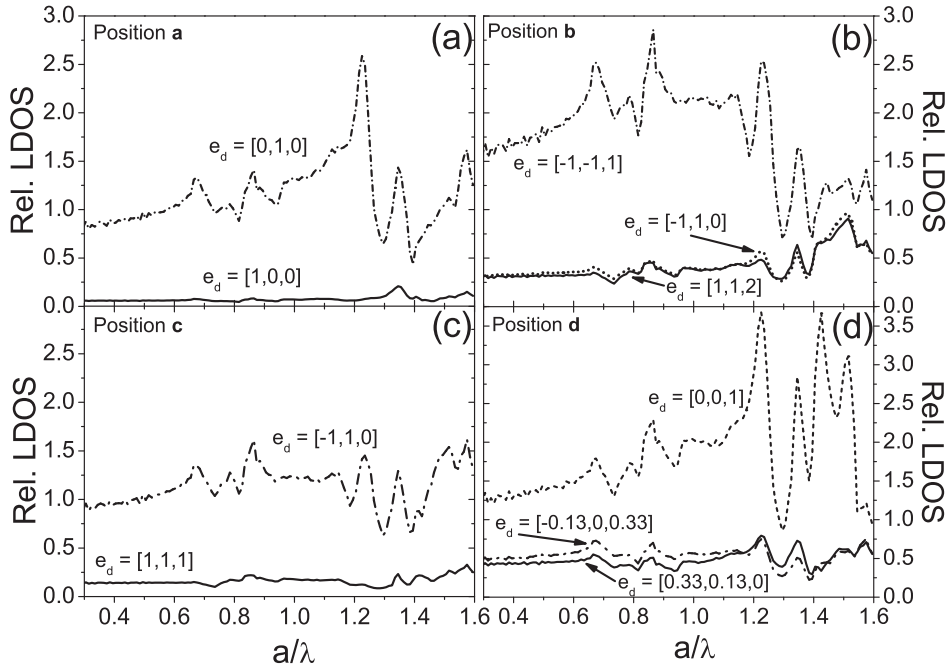 Position a
(a)
Rel. LDOS
3.0
2.5
2.0
1.5
1.0
0.5
0.0
e_d = [0,1,0]
e_d = [1,0,0]
Position b
(b)
Rel. LDOS
3.0
2.5
2.0
1.5
1.0
0.5
0.0
e_d = [-1,-1,1]
e_d = [-1,1,0]
e_d = [1,1,2]
Position c
(c)
Rel. LDOS
2.5
2.0
1.5
1.0
0.5
0.0
e_d = [-1,1,0]
e_d = [1,1,1]
0.4 0.6 0.8 1.0 1.2 1.4 1.6
a/λ
Position d
(d)
Rel. LDOS
3.5
3.0
2.5
2.0
1.5
1.0
0.5
0.0
e_d = [0,0,1]
e_d = [-0.13,0,0.33]
e_d = [0.33,0.13,0]
0.4 0.6 0.8 1.0 1.2 1.4 1.6
a/λ